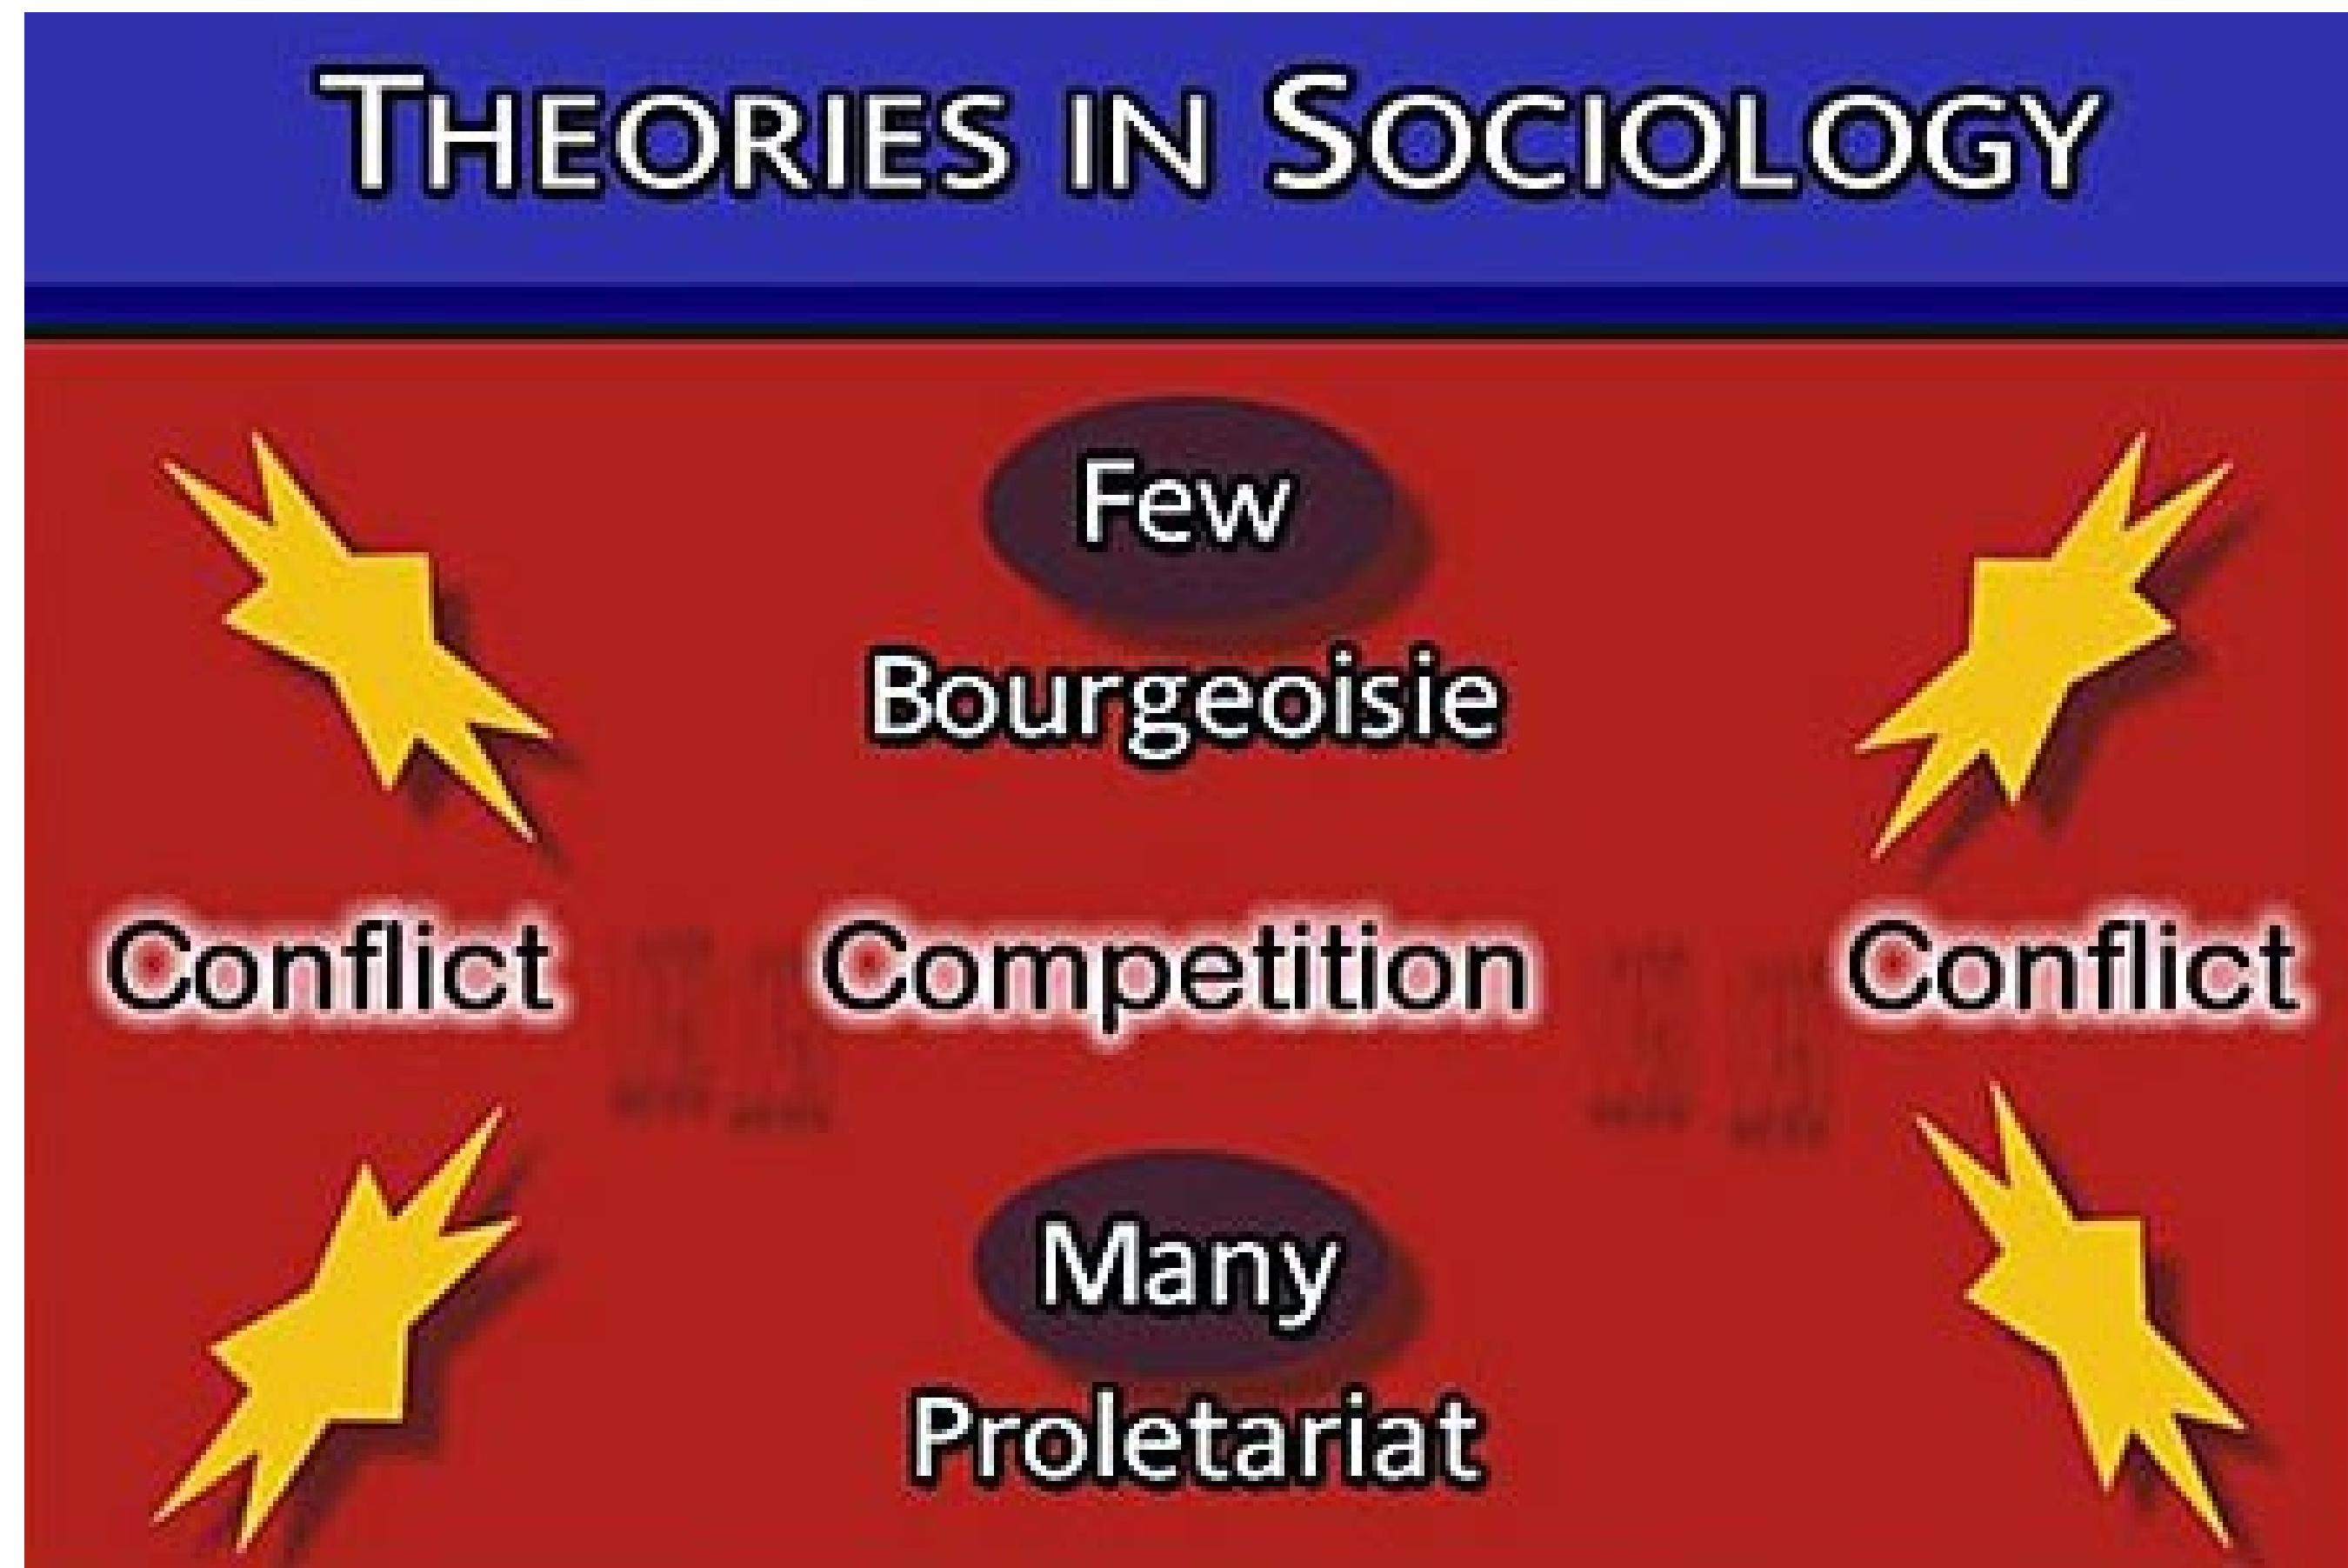 THEORIES IN SOCIOLOGY
Few
Bourgeoisie
Conflict Competition Conflict
Many
Proletariat